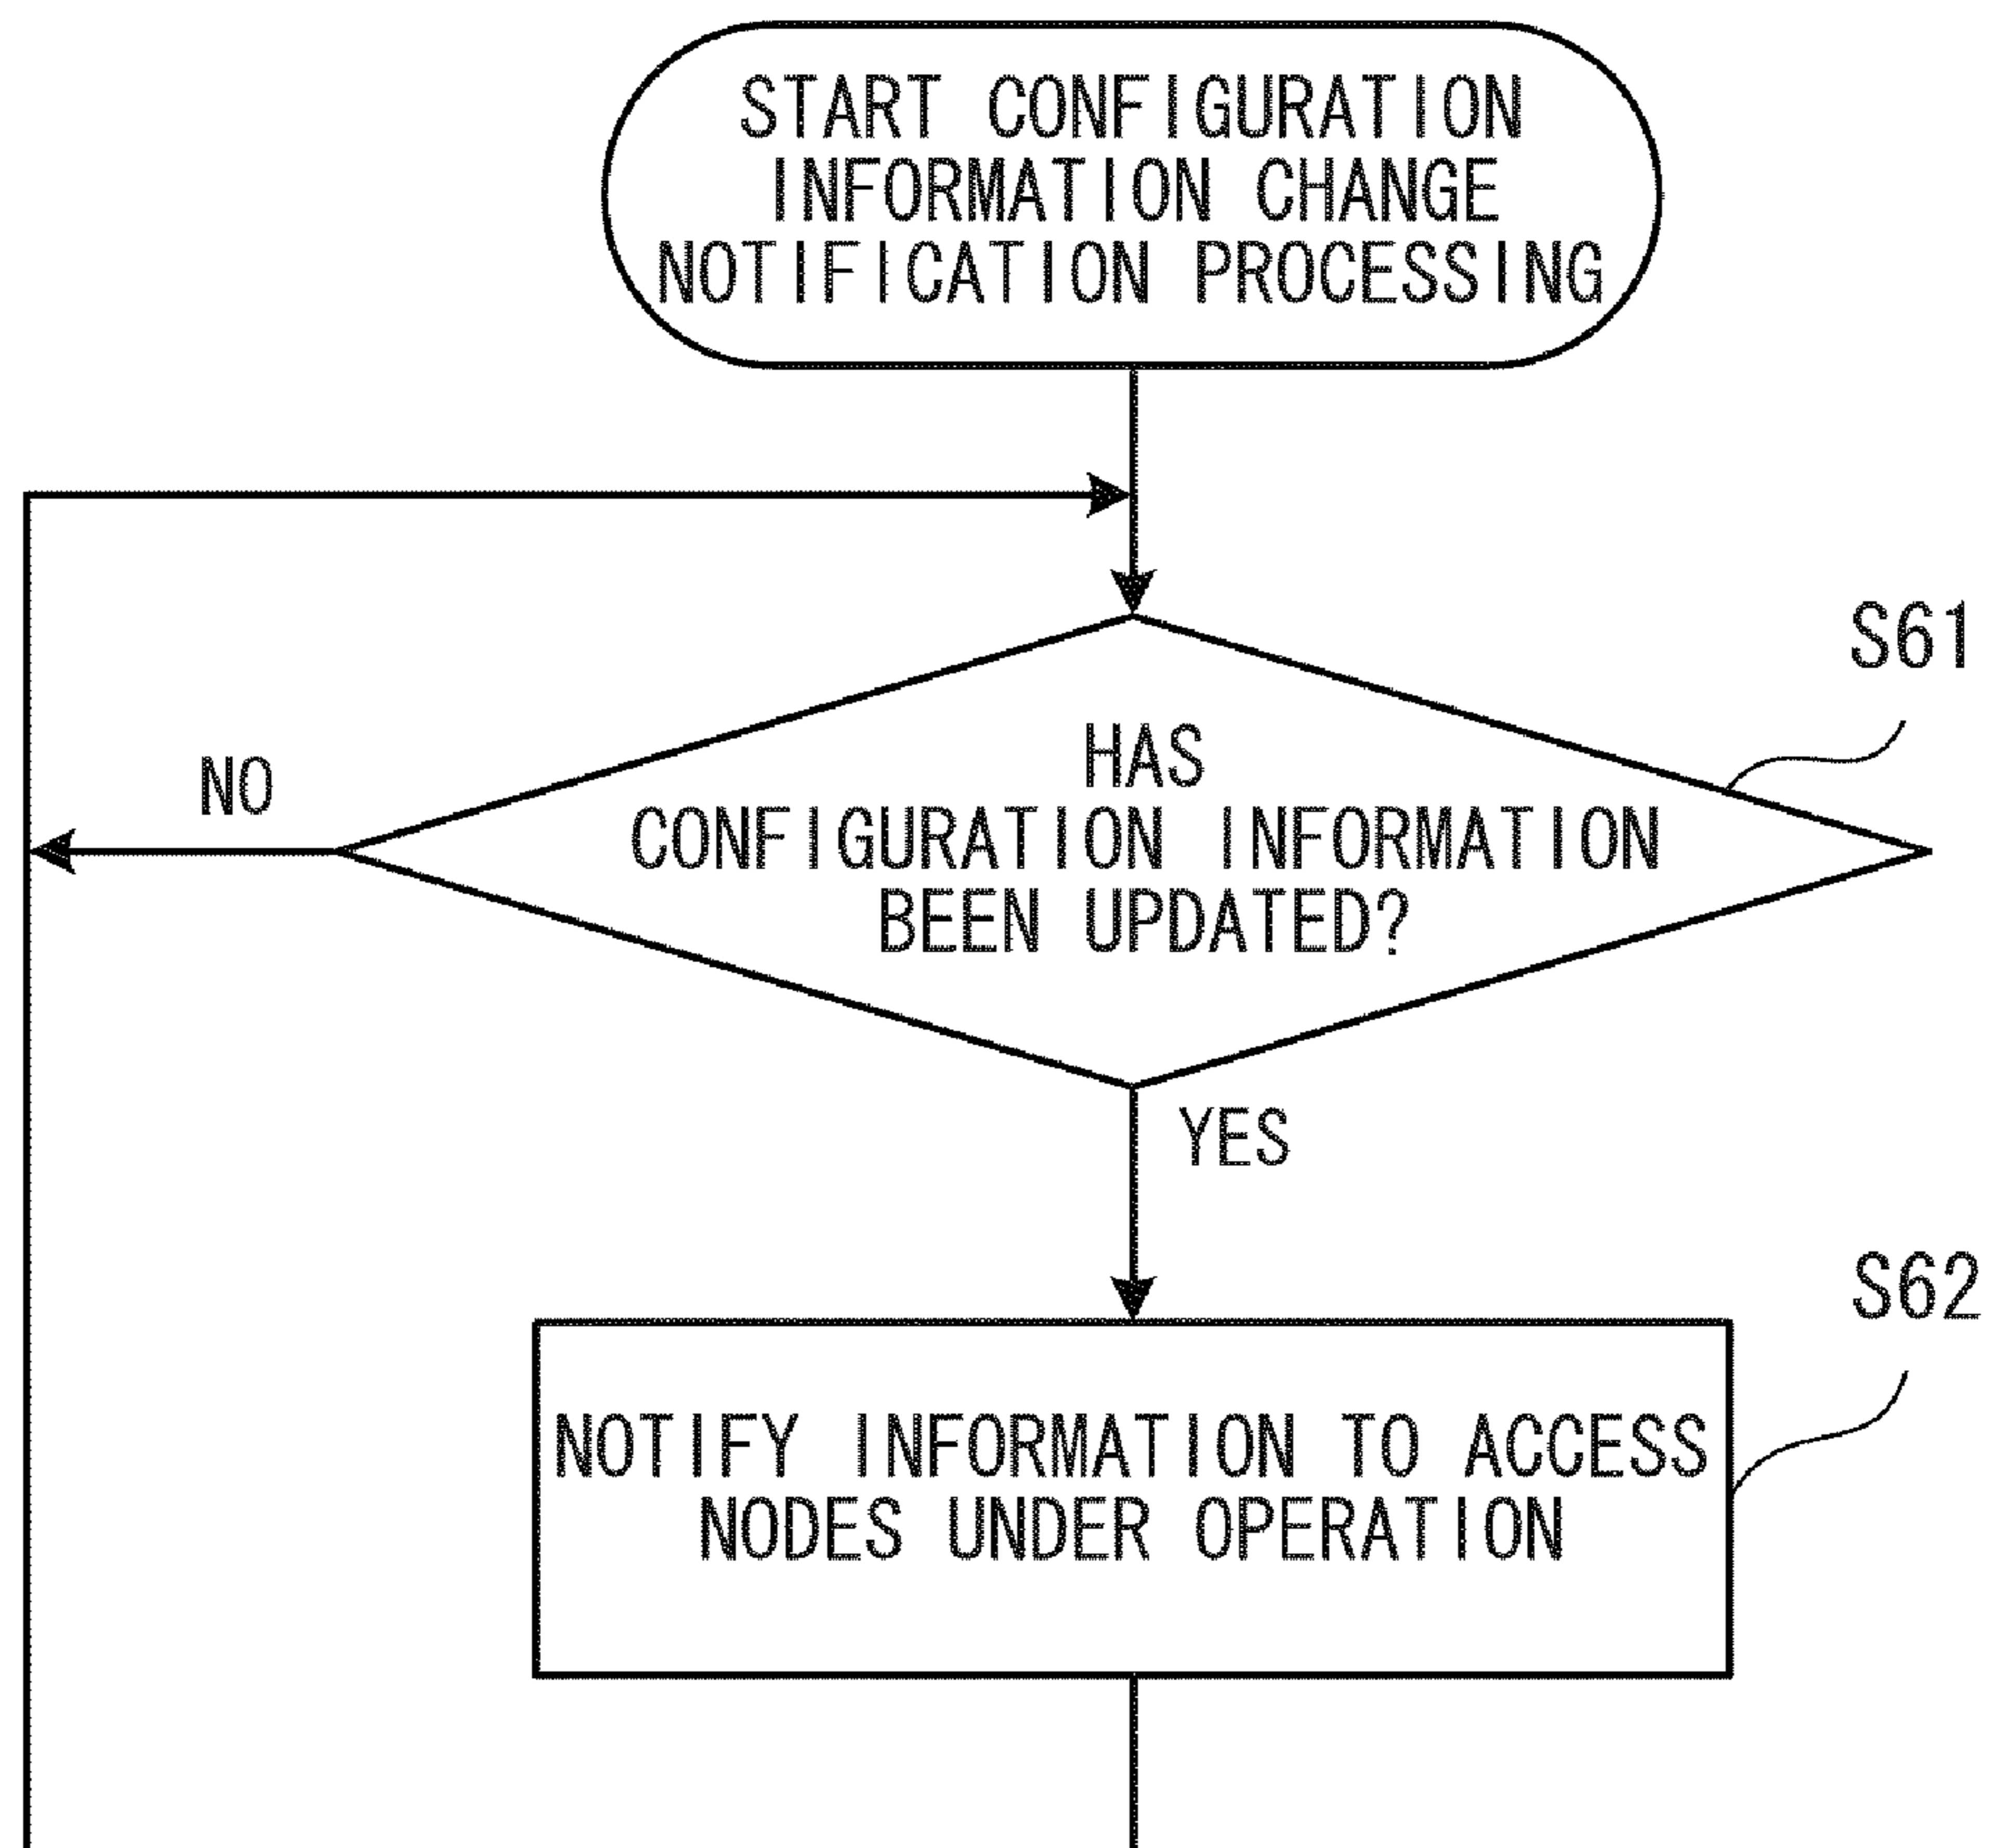 START CONFIGURATION
INFORMATION CHANGE
NOTIFICATION PROCESSING
S61
HAS
CONFIGURATION INFORMATION
BEEN UPDATED?
NO
YES
S62
NOTIFY INFORMATION TO ACCESS
NODES UNDER OPERATION